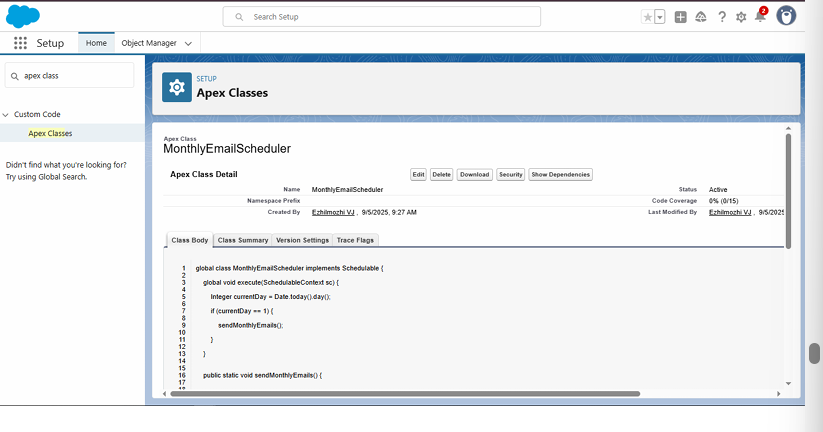 Search Setup
2
Setup
Home
Object Manager
apex class
Custom Code
Apex Classes
Didn't find what you're looking for?
Try using Global Search.
SETUP
Apex Classes
Apex Class
MonthlyEmailScheduler
Apex Class Detail
Edit Delete Download Security Show Dependencies
Name MonthlyEmailScheduler Status Active
Namespace Prefix Code Coverage 0% (0/15)
Created By Ezhilmozhi VJ , 9/5/2025, 9:27 AM Last Modified By Ezhilmozhi VJ , 9/5/2025
Class Body Class Summary Version Settings Trace Flags
1 global class MonthlyEmailScheduler implements Schedulable {
2
3 global void execute(SchedulableContext sc) {
4
5 Integer currentDay = Date.today().day();
6
7 if (currentDay == 1) {
8
9 sendMonthlyEmails();
10
11 }
12
13 }
14
15
16 public static void sendMonthlyEmails() {
17